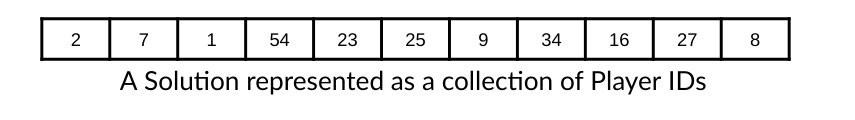 2 7 1 54 23 25 9 34 16 27 8
A Solution represented as a collection of Player IDs